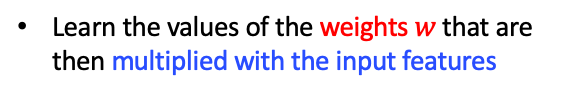 • Learn the values of the weights w that are
then multiplied with the input features